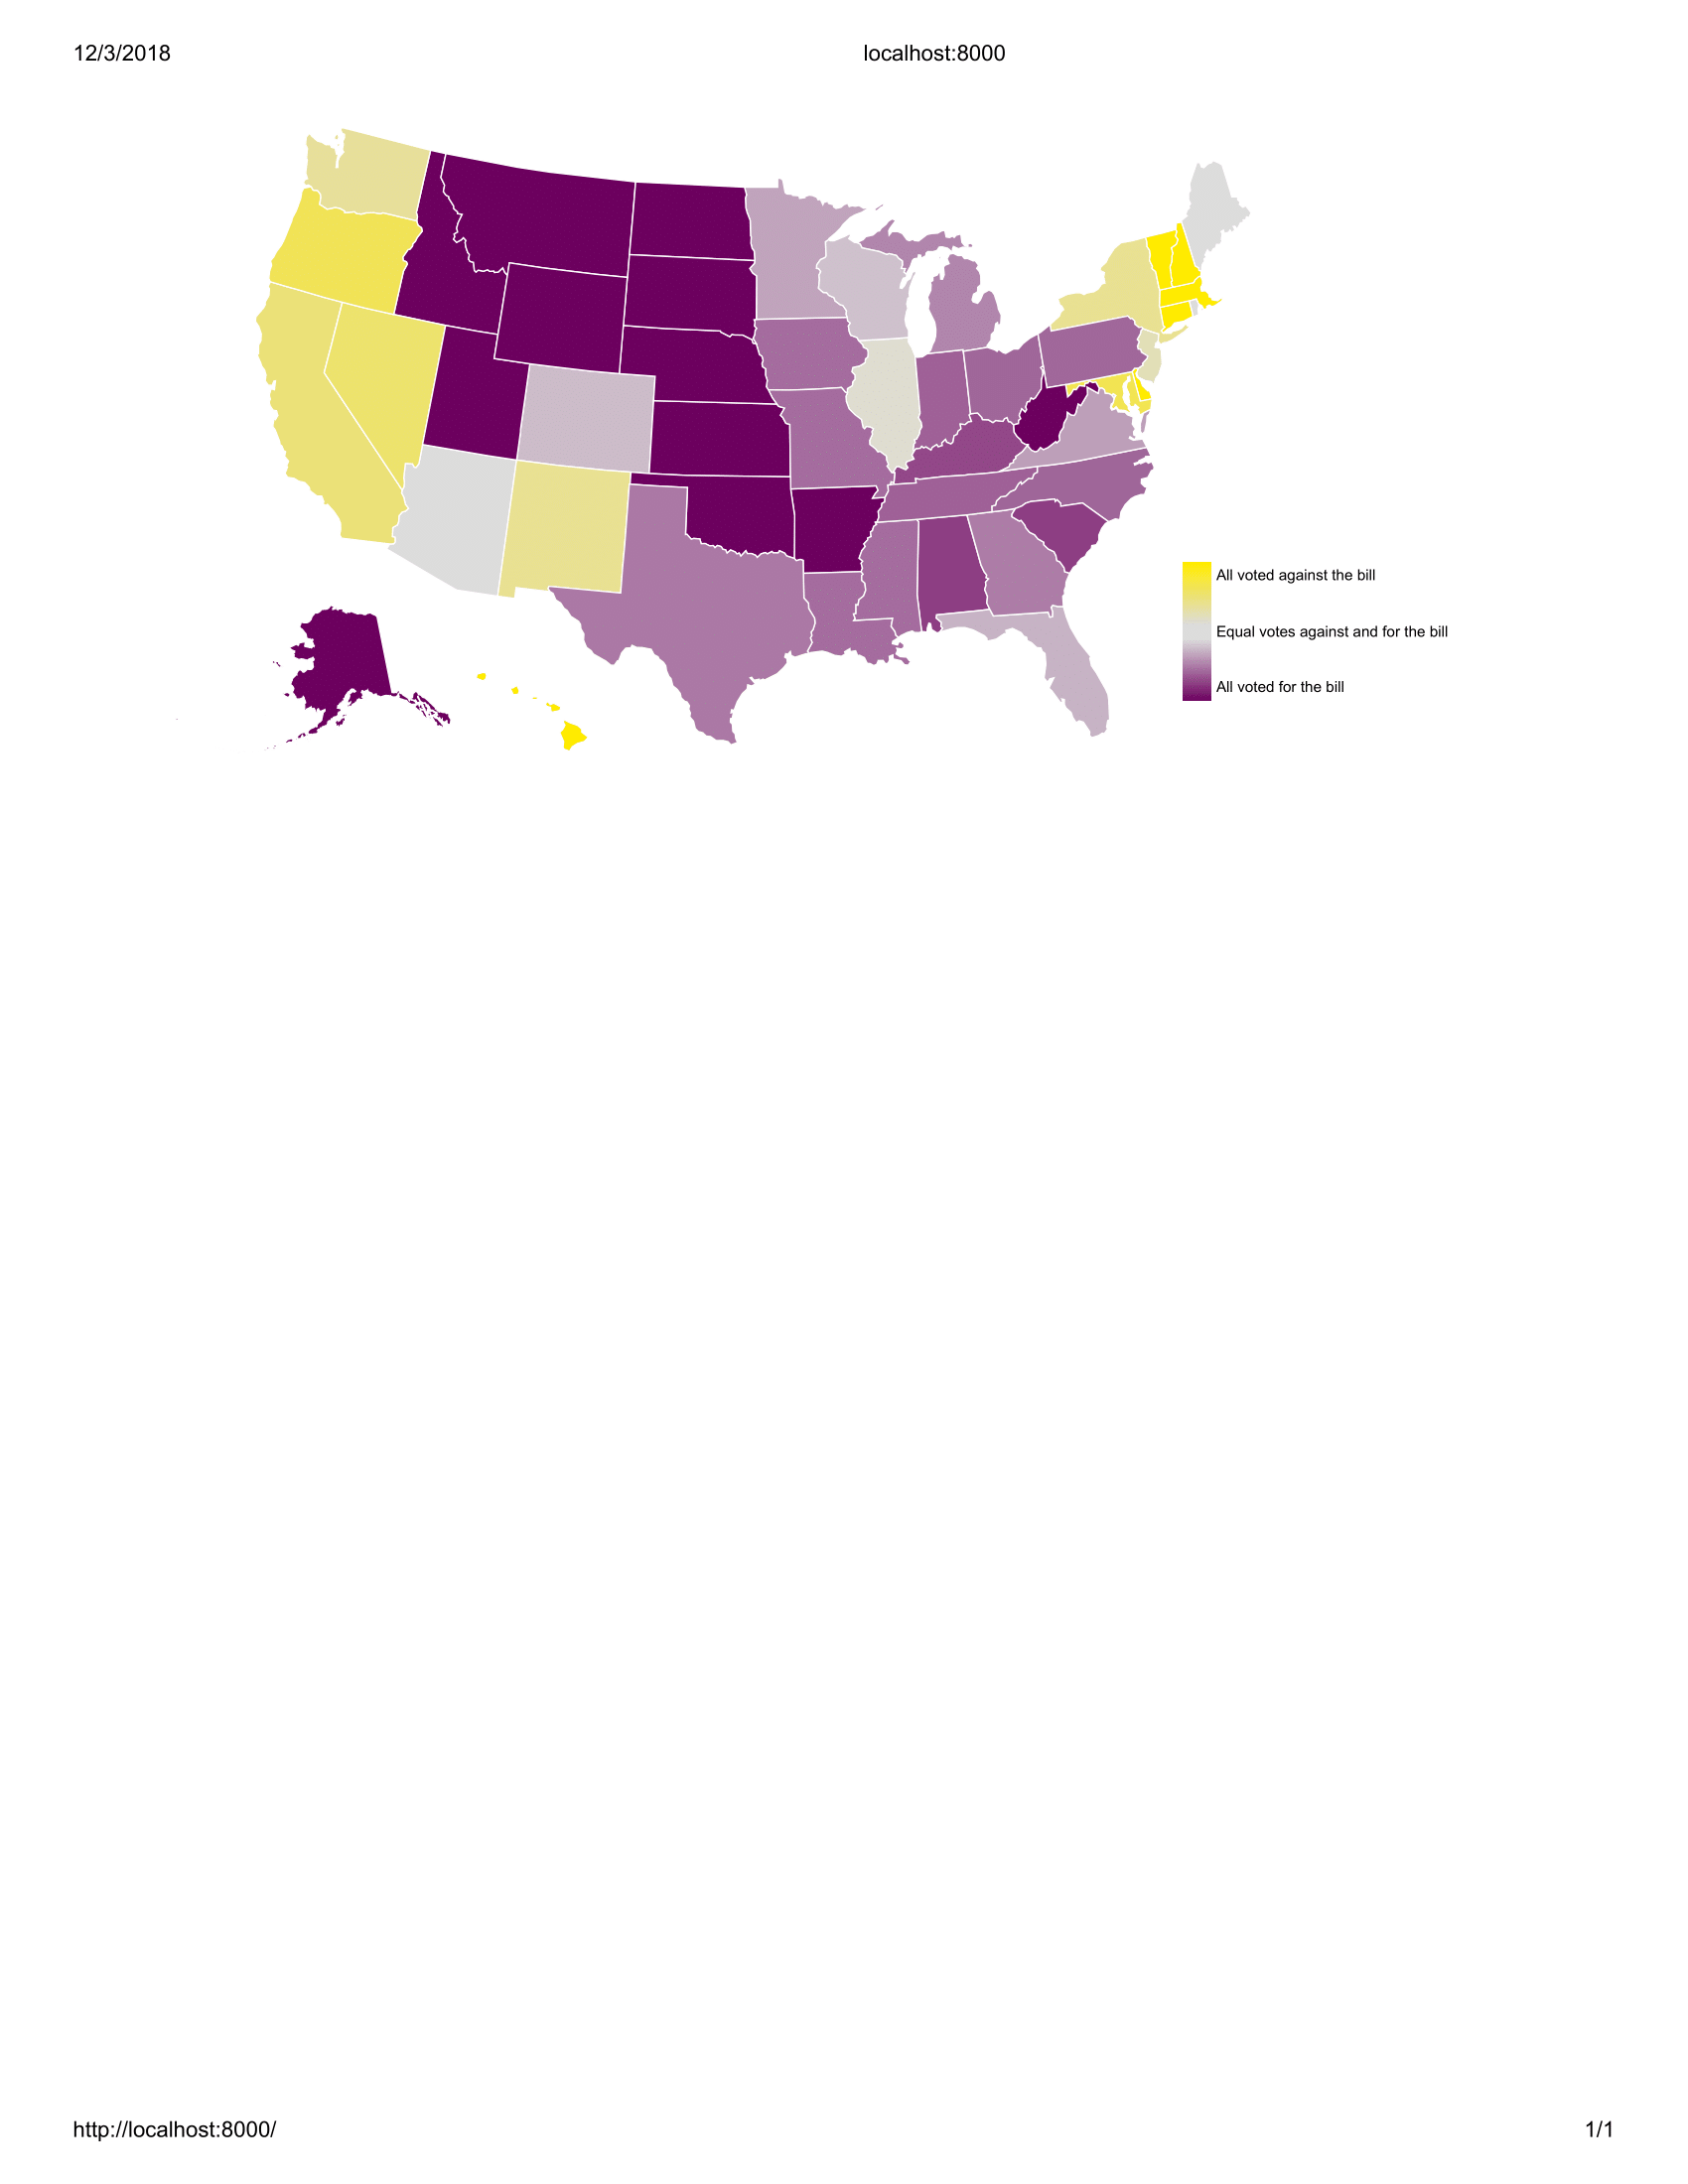 12/3/2018 localhost:8000
All voted against the bill
Equal votes against and for the bill
All voted for the bill
http://localhost:8000/ 1/1